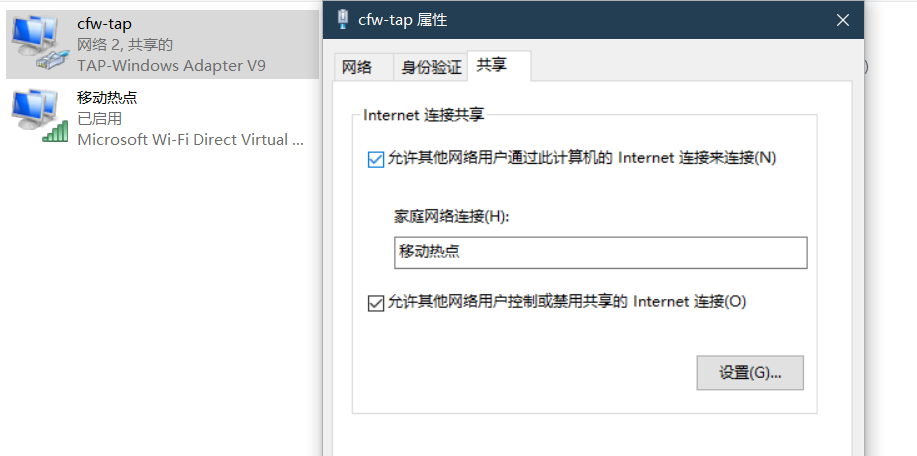 cfw-tap
网络 2, 共享的
TAP-Windows Adapter V9
移动热点
已启用
Microsoft Wi-Fi Direct Virtual ...
cfw-tap 属性
网络 身份验证 共享
Internet 连接共享
允许其他网络用户通过此计算机的 Internet 连接来连接(N)
家庭网络连接(H):
移动热点
允许其他网络用户控制或禁用共享的 Internet 连接(O)
设置(G)...
)